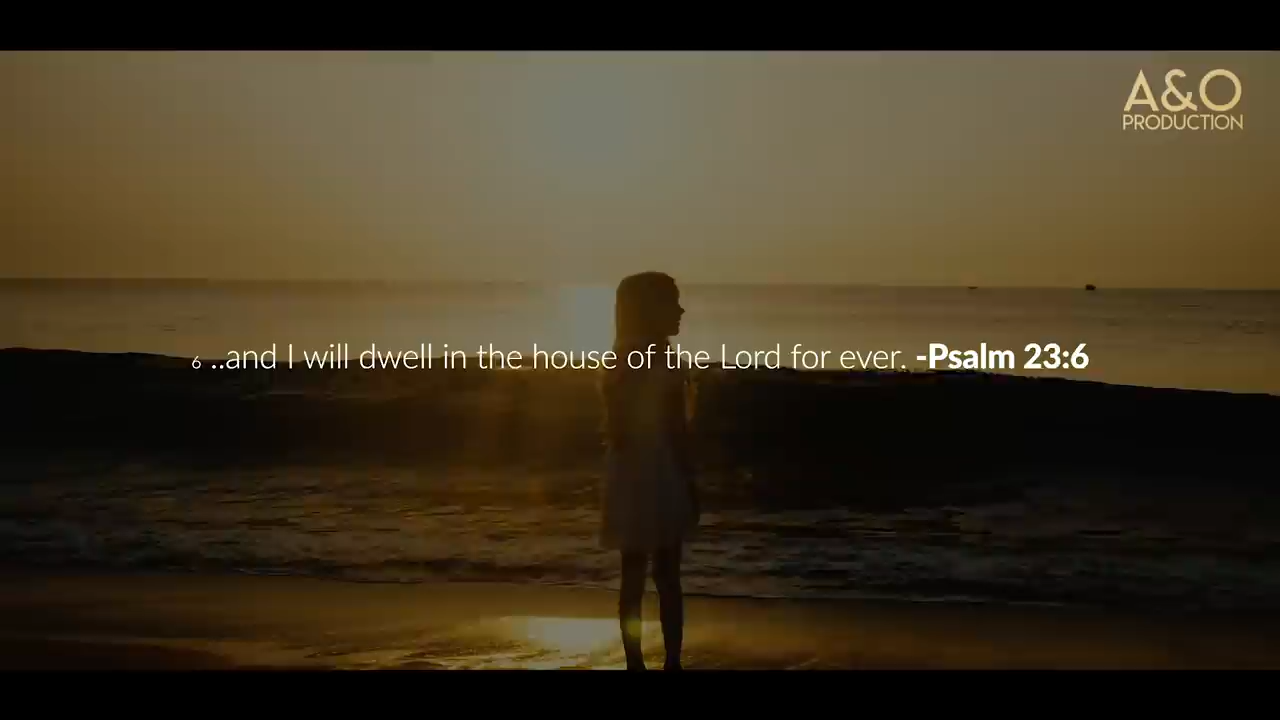 A&O
PRODUCTION
6 ..and I will dwell in the house of the Lord for ever. -Psalm 23:6